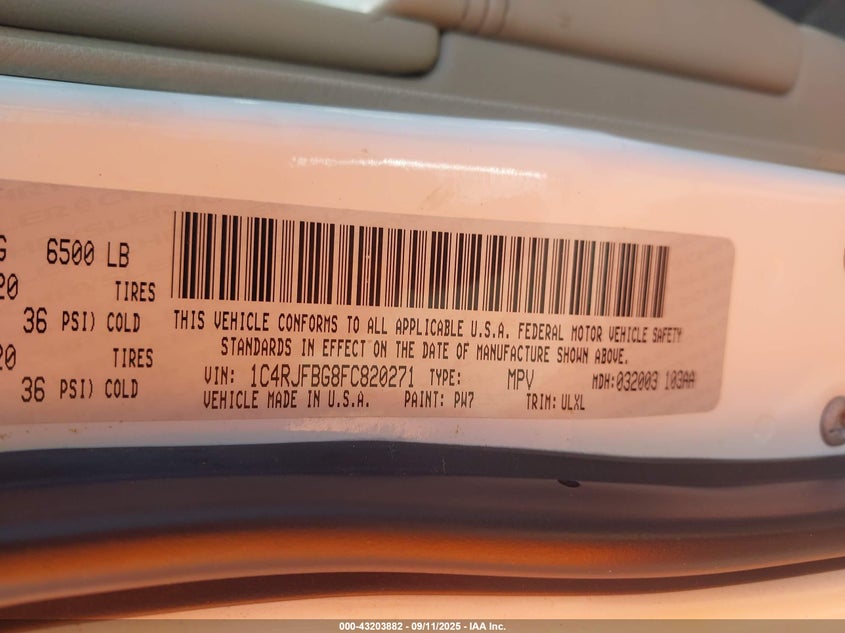 G 6500 LB
20 TIRES
36 PSI) COLD
20 TIRES
36 PSI) COLD
THIS VEHICLE CONFORMS TO ALL APPLICABLE U.S.A. FEDERAL MOTOR VEHICLE SAFETY
STANDARDS IN EFFECT ON THE DATE OF MANUFACTURE SHOWN ABOVE.
VIN: 1C4RJFBG8FC820271 TYPE: MPV MDH:032003 103AA
VEHICLE MADE IN U.S.A. PAINT: PW7 TRIM: ULXL
000-43203882 - 09/11/2025 - IAA Inc.